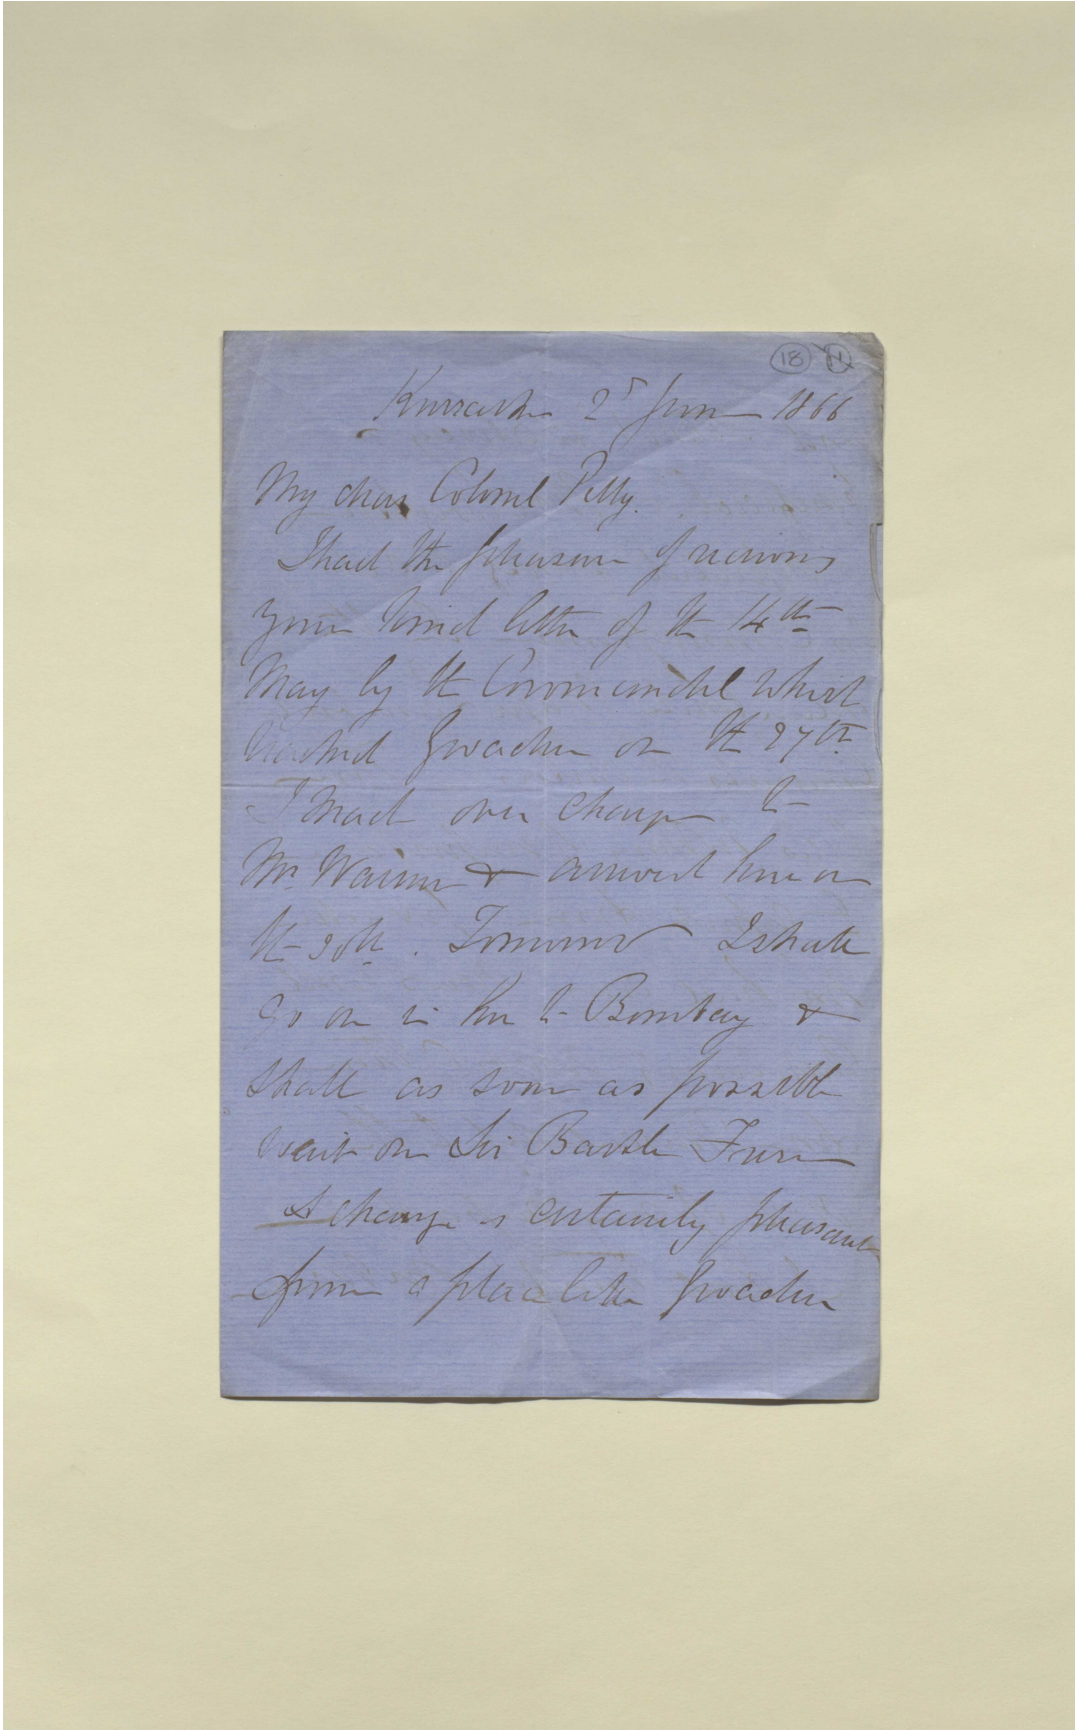 18
Kurrachee 2d June 1866
My dear Colonel Pelly.
I had the pleasure of receiving
your kind letter of the 14th
May by the Coromandel which
reached Gwadur on the 27th
I made over charge to
Mr. Warner & arrived here on
the 30th. Tomorrow I shall
go on in her to Bombay &
shall as soon as possible
wait on Sir Bartle Frere
A change is certainly pleasant
from a place like Gwadur